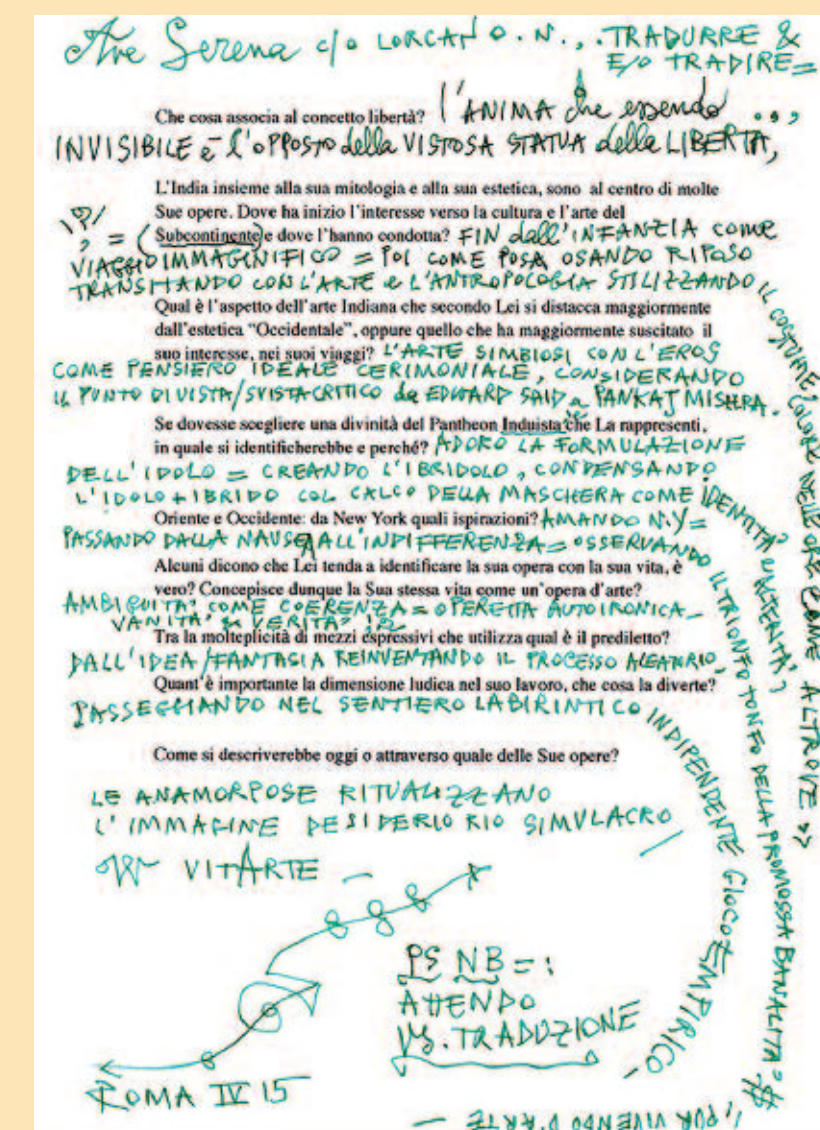 Ave Serena c/o LORCAN O. N., . TRADURRE &
E/O TRADIRE =
Che cosa associa al concetto libertà? L'ANIMA che essendo ...,
INVISIBILE è l'OPPOSTO della VISTOSA STATUA della LIBERTA,
L'India insieme alla sua mitologia e alla sua estetica, sono al centro di molte
Sue opere. Dove ha inizio l'interesse verso la cultura e l'arte del
Subcontinente e dove l'hanno condotta? FIN dall'INFANZIA COME
VIAGGIO IMMAGINIFICO = POI COME POSA OSANDO RIPOSO
TRANSITANDO CON L'ARTE e L'ANTROPOLOGIA STILIZZANDO
IL COSTUME, COLORE NELLE ORE COME ALTROVE »
Qual è l'aspetto dell'arte Indiana che secondo Lei si distacca maggiormente
dall'estetica "Occidentale", oppure quello che ha maggiormente suscitato il
suo interesse, nei suoi viaggi? L'ARTE SIMBIOSI CON L'EROS
COME PENSIERO IDEALE CERIMONIALE, CONSIDERANDO
IL PUNTO DI VISTA/SVISTA CRITICO da EDWARD SAID a PANKAJ MISHRA.
Se dovesse scegliere una divinità del Pantheon Induista che La rappresenti,
in quale si identificherebbe e perché? ADORO LA FORMULAZIONE
DELL'IDOLO = CREANDO L'IBRIDOLO, CONDENSANDO
L'IDOLO + IBRIDO COL CALCO DELLA MASCHERA COME IDENTITA' ALTERITA'
Oriente e Occidente: da New York quali ispirazioni? AMANDO N.Y =
PASSANDO DALLA NAUSEA ALL'INDIFFERENZA = OSSERVANDO IL TRIONFO TONFO DELLA PROMOSSA BANALITA'
Alcuni dicono che Lei tenda a identificare la sua opera con la sua vita, è
vero? Concepisce dunque la Sua stessa vita come un'opera d'arte?
AMBIGUITA' COME COERENZA = OPERETTA AUTOIRONICA
VANITA' & VERITA'
Tra la molteplicità di mezzi espressivi che utilizza qual è il prediletto?
DALL'IDEA/FANTASIA REINVENTANDO IL PROCESSO ALEATORIO
Quant'è importante la dimensione ludica nel suo lavoro, che cosa la diverte?
PASSEGGIANDO NEL SENTIERO LABIRINTICO INDIPENDENTE GIOCO EMPIRICO -
Come si descriverebbe oggi o attraverso quale delle Sue opere?
LE ANAMORFOSE RITUALIZZANO
L'IMMAGINE DESIDERIO RIO SIMULACRO
VITARTE -
PS NB = :
ATTENDO
VS. TRADUZIONE
ROMA IV 15
PUR VIVENDO D'ARTE -